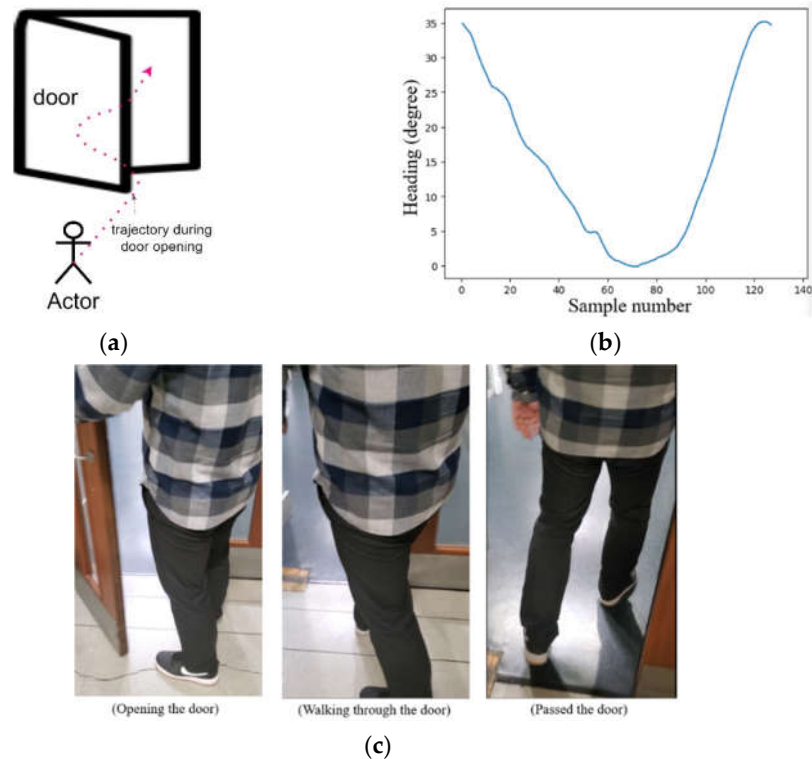 door
trajectory during
door opening
Actor
(a)
35
30
25
20
15
10
5
0
Heading (degree)
0 20 40 60 80 100 120 140
Sample number
(b)
(Opening the door) (Walking through the door) (Passed the door)
(c)